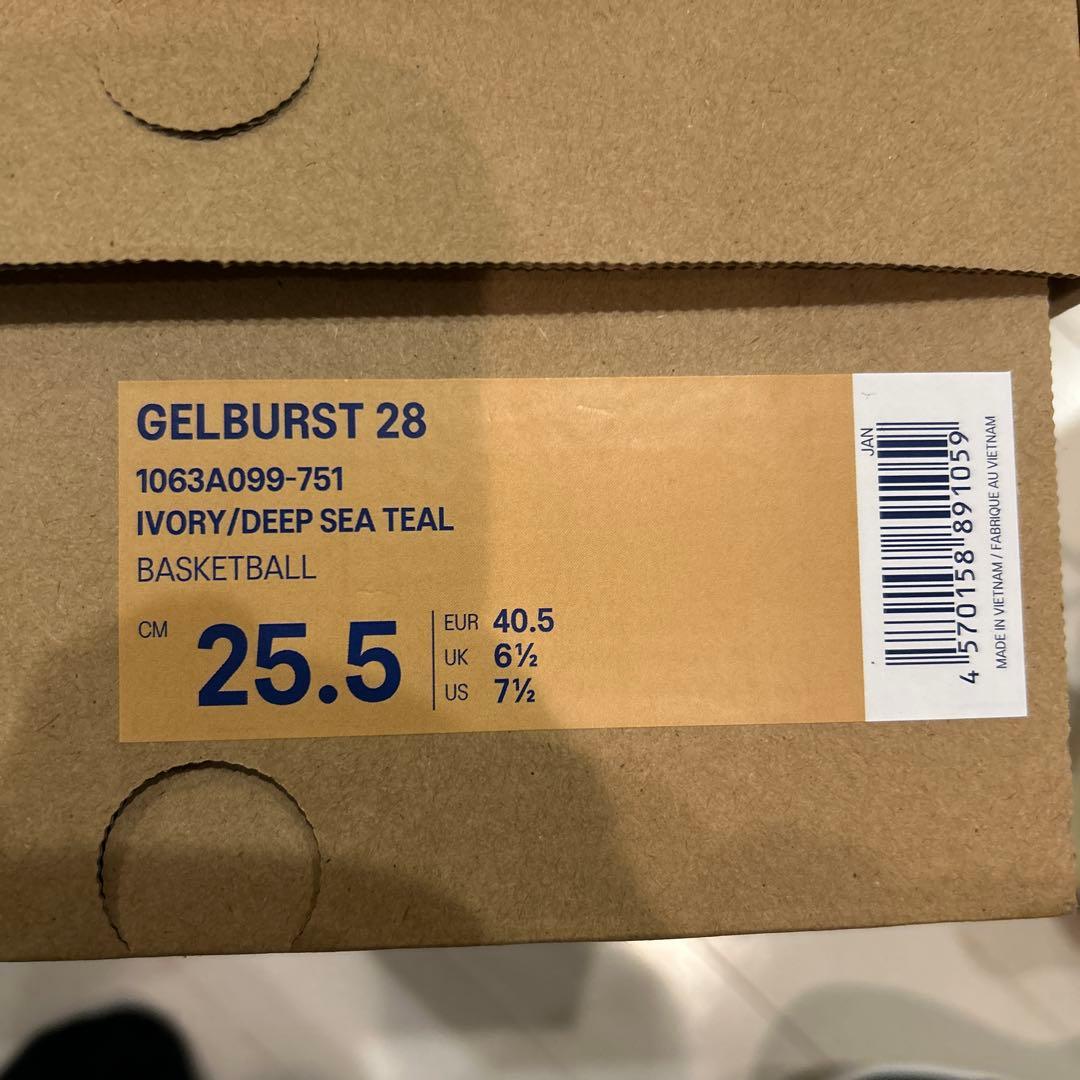 GELBURST 28
1063A099-751
IVORY/DEEP SEA TEAL
BASKETBALL
CM 25.5
EUR 40.5
UK 6½
US 7½
JAN
4 570158 891059
MADE IN VIETNAM / FABRIQUE AU VIETNAM